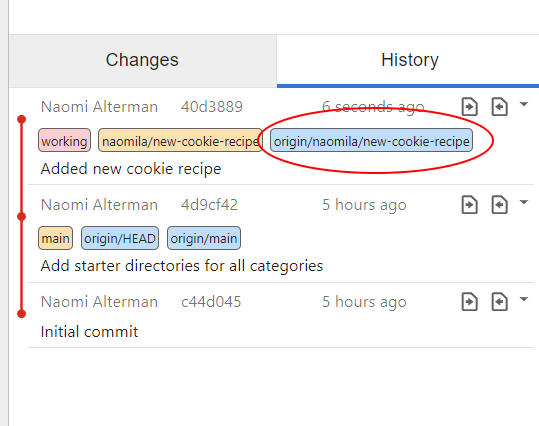 Changes History
Naomi Alterman 40d3889 6 seconds ago
working naomila/new-cookie-recipe origin/naomila/new-cookie-recipe
Added new cookie recipe
Naomi Alterman 4d9cf42 5 hours ago
main origin/HEAD origin/main
Add starter directories for all categories
Naomi Alterman c44d045 5 hours ago
Initial commit